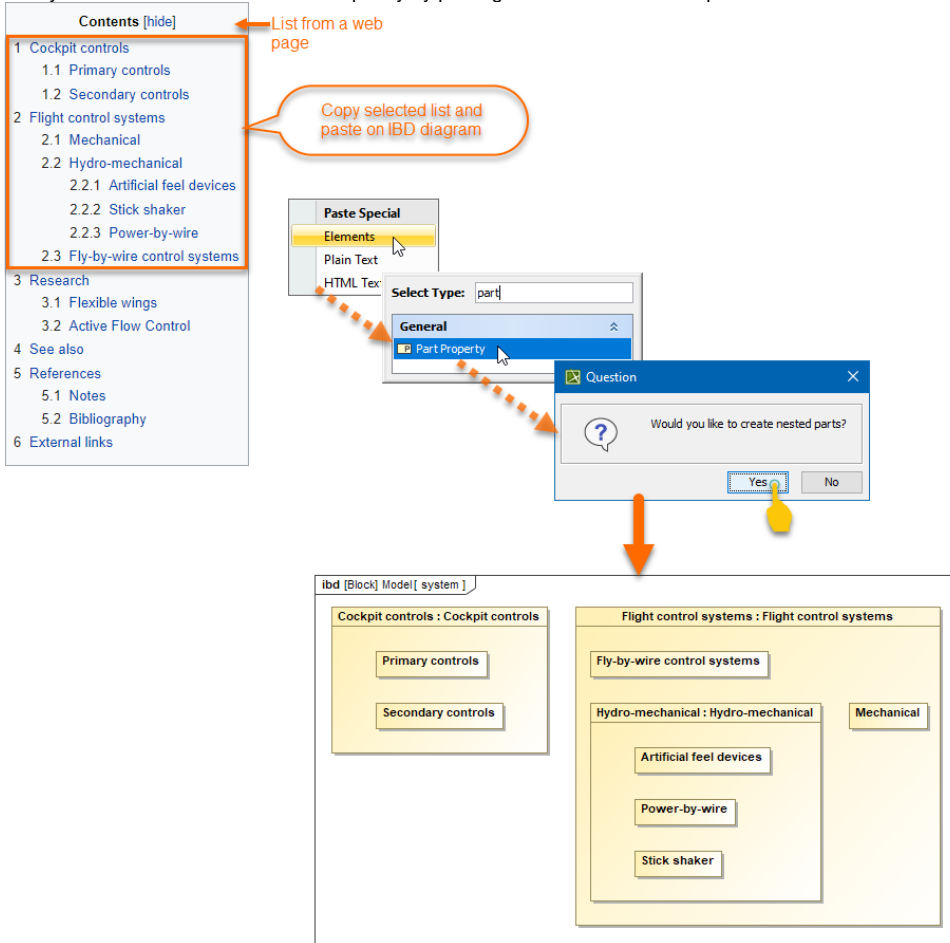 Contents [hide]
1 Cockpit controls
1.1 Primary controls
1.2 Secondary controls
2 Flight control systems
2.1 Mechanical
2.2 Hydro-mechanical
2.2.1 Artificial feel devices
2.2.2 Stick shaker
2.2.3 Power-by-wire
2.3 Fly-by-wire control systems
3 Research
3.1 Flexible wings
3.2 Active Flow Control
4 See also
5 References
5.1 Notes
5.2 Bibliography
6 External links
List from a web
page
Copy selected list and
paste on IBD diagram
Paste Special
Elements
Plain Text
HTML Tex
Select Type: part
General
Part Property
Question
Would you like to create nested parts?
Yes No
ibd [Block] Model[ system ]
Cockpit controls : Cockpit controls
Primary controls
Secondary controls
Flight control systems : Flight control systems
Fly-by-wire control systems
Hydro-mechanical : Hydro-mechanical
Mechanical
Artificial feel devices
Power-by-wire
Stick shaker